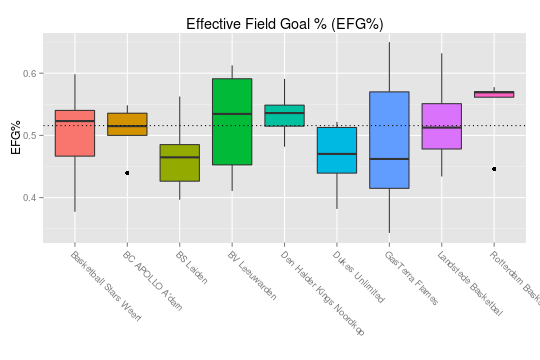 Effective Field Goal % (EFG%)
EFG%
0.6
0.5
0.4
Basketball Stars Weert
BC APOLLO A'dam
BS Leiden
BV Leeuwarden
Den Helder Kings Noordkop
Dukes Unlimited
GasTerra Flames
Landstede Basketbal
Rotterdam Bask